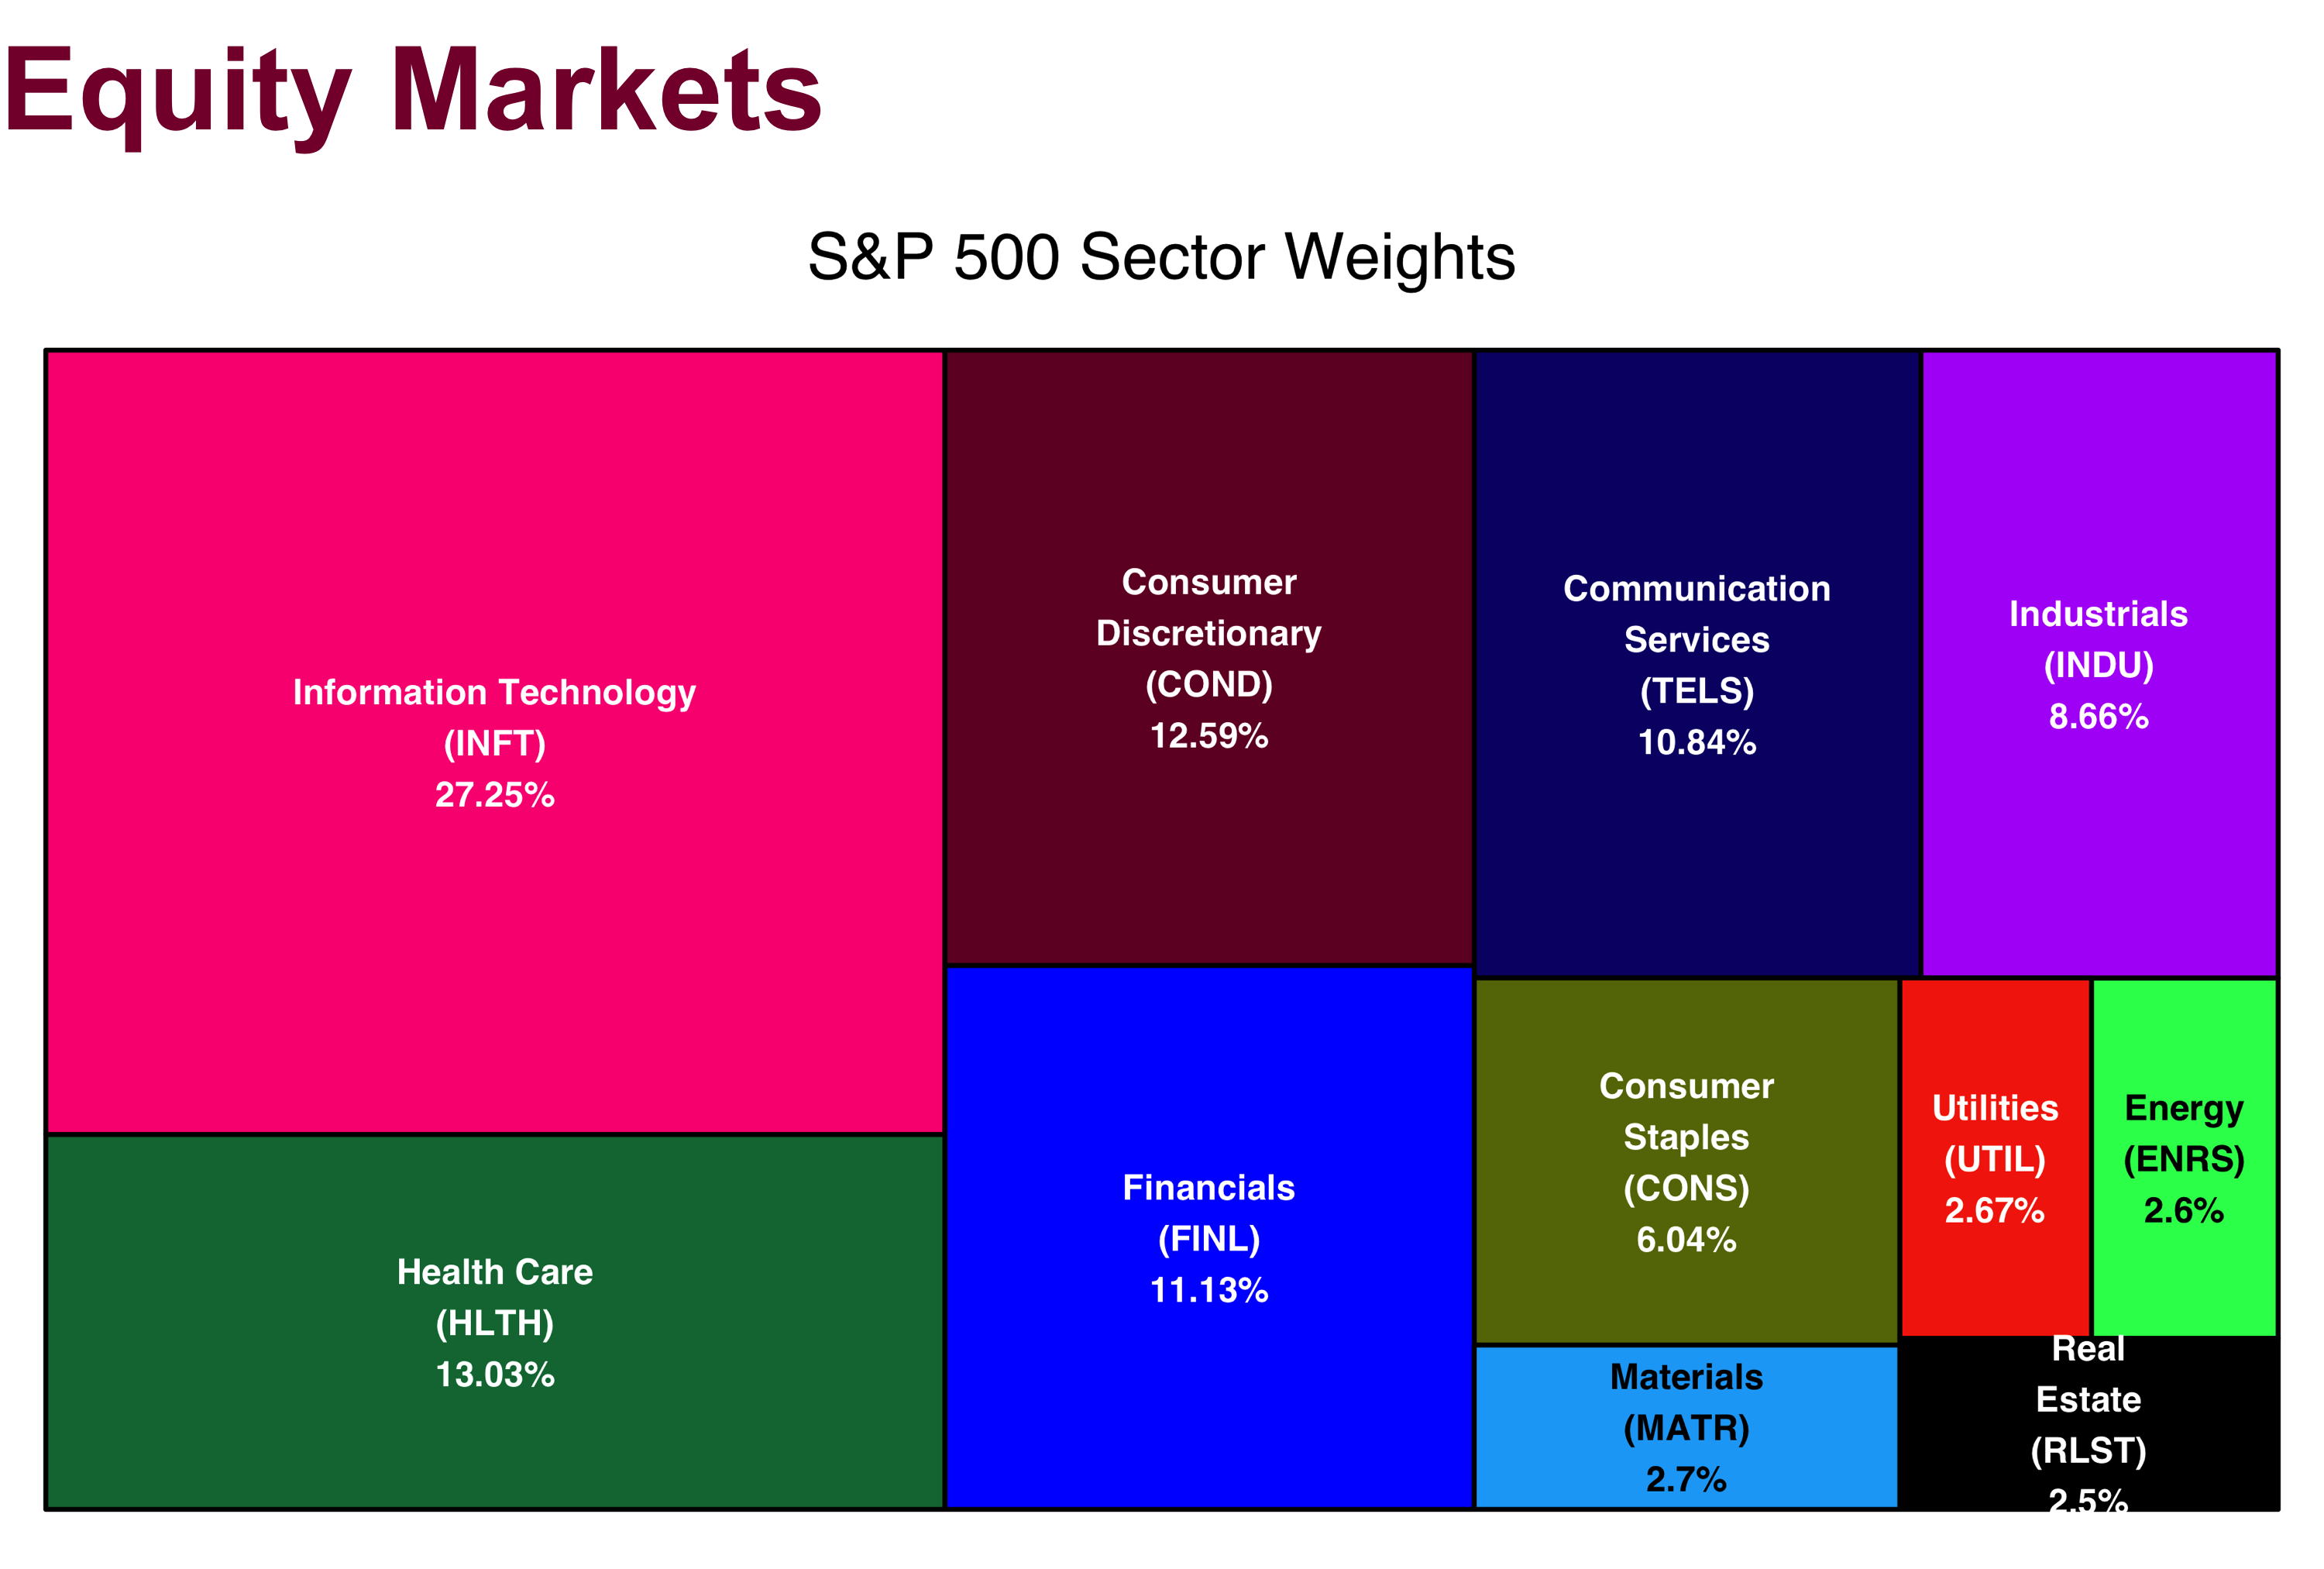 Equity Markets
S&P 500 Sector Weights
Information Technology
(INFT)
27.25%
Health Care
(HLTH)
13.03%
Consumer
Discretionary
(COND)
12.59%
Financials
(FINL)
11.13%
Communication
Services
(TELS)
10.84%
Industrials
(INDU)
8.66%
Consumer
Staples
(CONS)
6.04%
Utilities
(UTIL)
2.67%
Energy
(ENRS)
2.6%
Materials
(MATR)
2.7%
Real
Estate
(RLST)
2.5%